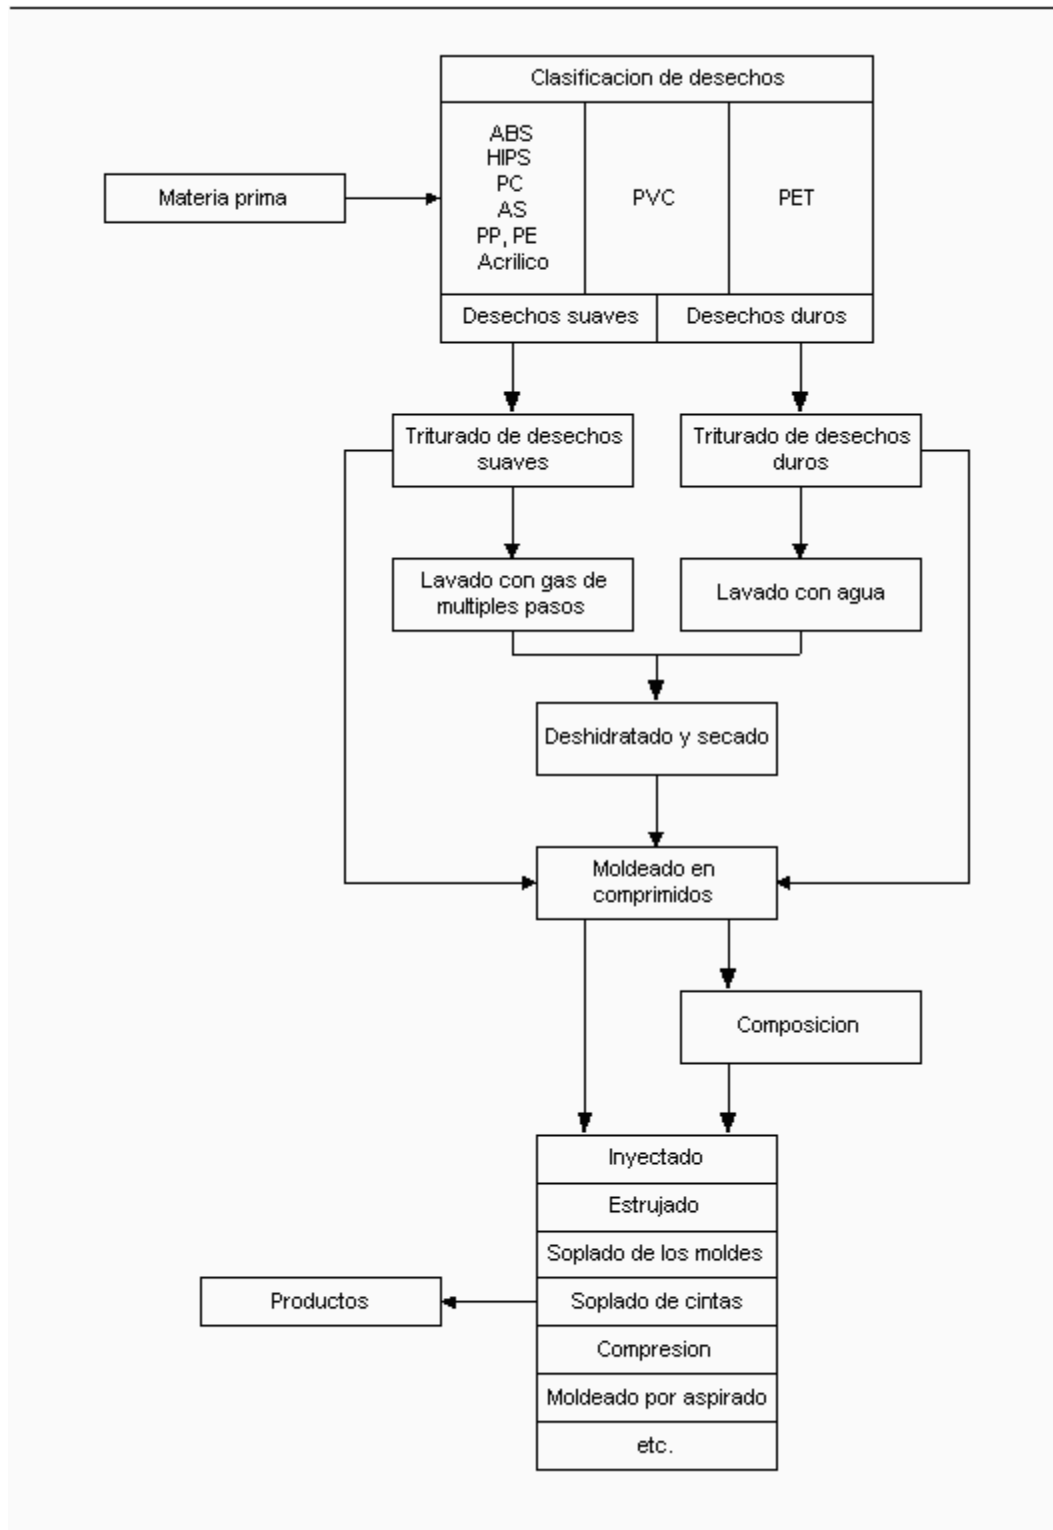 Clasificacion de desechos
Materia prima
ABS
HIPS
PC
AS
PP, PE
Acrilico
PVC
PET
Desechos suaves
Desechos duros
Triturado de desechos
suaves
Triturado de desechos
duros
Lavado con gas de
multiples pasos
Lavado con agua
Deshidratado y secado
Moldeado en
comprimidos
Composicion
Inyectado
Estrujado
Soplado de los moldes
Productos
Soplado de cintas
Compresion
Moldeado por aspirado
etc.